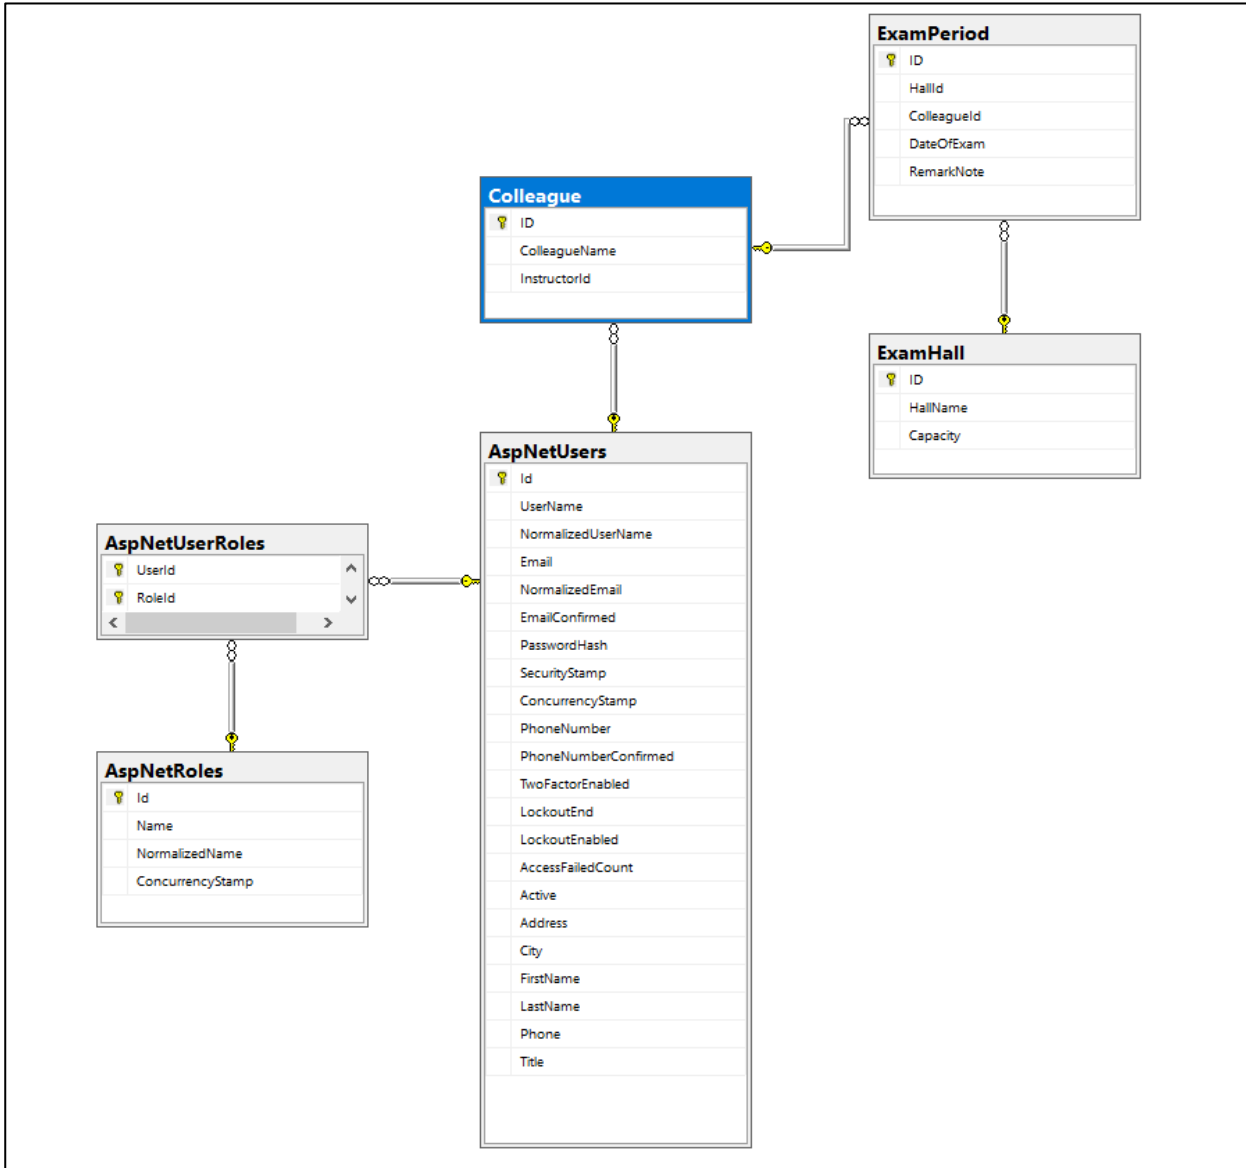 ExamPeriod
ID
HallId
ColleagueId
DateOfExam
RemarkNote
Colleague
ID
ColleagueName
InstructorId
ExamHall
ID
HallName
Capacity
AspNetUsers
Id
UserName
NormalizedUserName
Email
NormalizedEmail
EmailConfirmed
PasswordHash
SecurityStamp
ConcurrencyStamp
PhoneNumber
PhoneNumberConfirmed
TwoFactorEnabled
LockoutEnd
LockoutEnabled
AccessFailedCount
Active
Address
City
FirstName
LastName
Phone
Title
AspNetUserRoles
UserId
RoleId
AspNetRoles
Id
Name
NormalizedName
ConcurrencyStamp